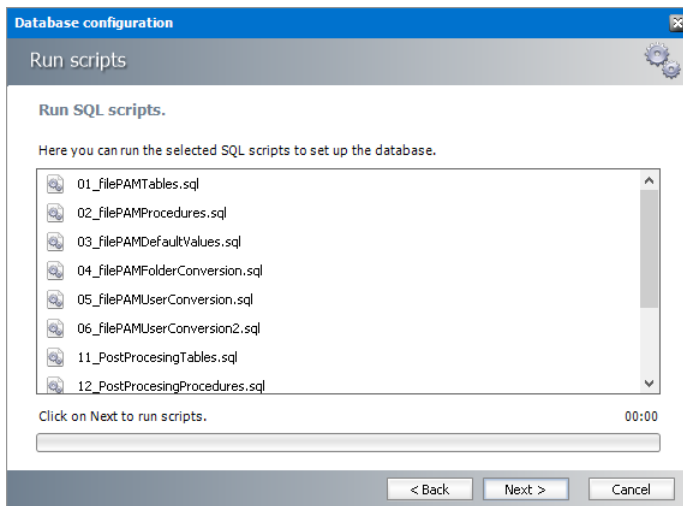 Database configuration
Run scripts
Run SQL scripts.
Here you can run the selected SQL scripts to set up the database.
01_filePAMTables.sql
02_filePAMProcedures.sql
03_filePAMDefaultValues.sql
04_filePAMFolderConversion.sql
05_filePAMUserConversion.sql
06_filePAMUserConversion2.sql
11_PostProcesingTables.sql
12_PostProcesingProcedures.sql
Click on Next to run scripts. 00:00
< Back Next > Cancel